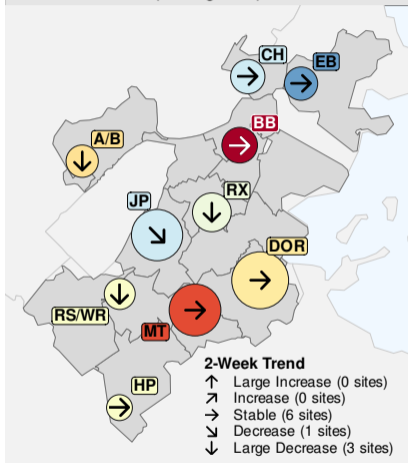 CH
EB
BB
A/B
RX
JP
DOR
RS/WR
MT
HP
2-Week Trend
↑ Large Increase (0 sites)
↗ Increase (0 sites)
→ Stable (6 sites)
↘ Decrease (1 sites)
↓ Large Decrease (3 sites)